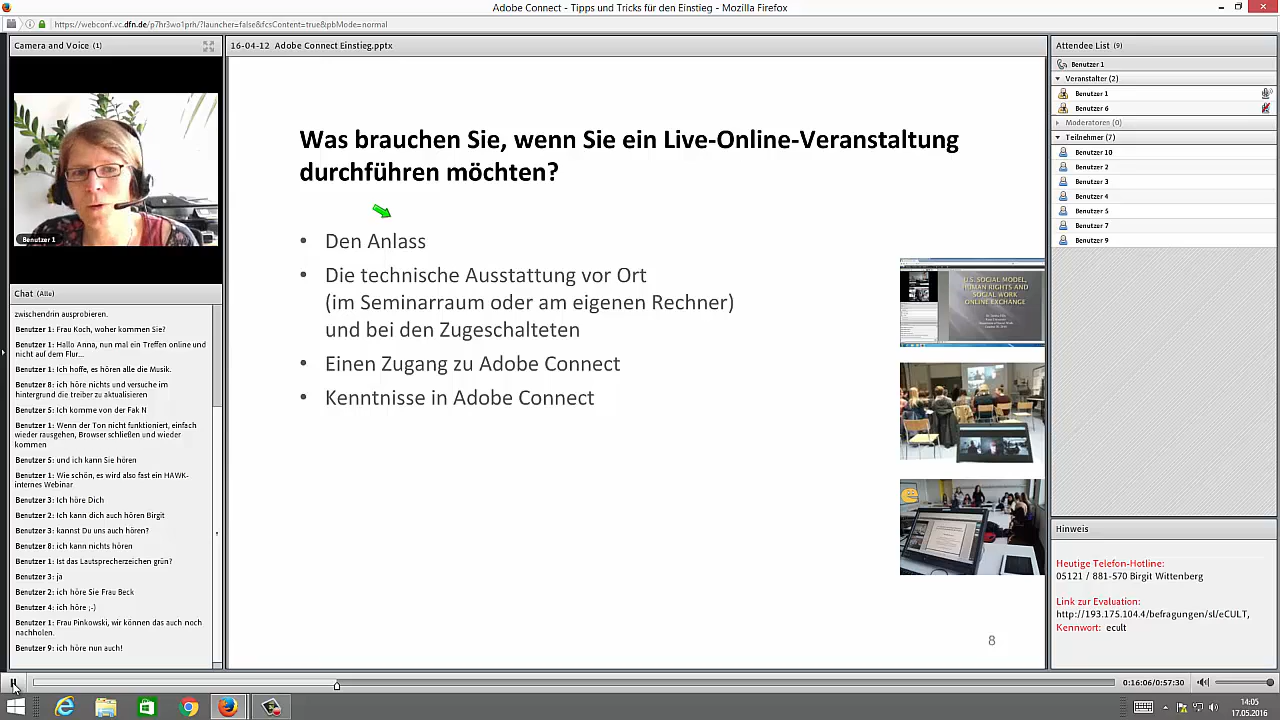 Adobe Connect - Tipps und Tricks für den Einstieg - Mozilla Firefox
https://webconf.vc.dfn.de/p7hr3wo1prh/?launcher=false&fcsContent=true&pbMode=normal
Camera and Voice (1)
Benutzer 1
Chat (Alle)
zwischendrin ausprobieren.
Benutzer 1: Frau Koch, woher kommen Sie?
Benutzer 1: Hallo Anna, nun mal ein Treffen online und
nicht auf dem Flur...
Benutzer 1: Ich hoffe, es hören alle die Musik.
Benutzer 8: ich höre nichts und versuche im
hintergrund die treiber zu aktualisieren
Benutzer 5: Ich komme von der Fak N
Benutzer 1: Wenn der Ton nicht funktioniert, einfach
wieder rausgehen, Browser schließen und wieder
kommen
Benutzer 5: und ich kann Sie hören
Benutzer 1: Wie schön, es wird also fast ein HAWK-
internes Webinar
Benutzer 3: Ich höre Dich
Benutzer 2: Ich kann dich auch hören Birgit
Benutzer 3: kannst Du uns auch hören?
Benutzer 8: ich kann nichts hören
Benutzer 1: Ist das Lautsprecherzeichen grün?
Benutzer 3: ja
Benutzer 2: ich höre Sie Frau Beck
Benutzer 4: ich höre ;-)
Benutzer 1: Frau Pinkowski, wir können das auch noch
nachholen.
Benutzer 9: ich höre nun auch!
16-04-12 Adobe Connect Einstieg.pptx
Was brauchen Sie, wenn Sie ein Live-Online-Veranstaltung
durchführen möchten?
• Den Anlass
• Die technische Ausstattung vor Ort
(im Seminarraum oder am eigenen Rechner)
und bei den Zugeschalteten
• Einen Zugang zu Adobe Connect
• Kenntnisse in Adobe Connect
U.S. SOCIAL MODEL,
HUMAN RIGHTS AND
SOCIAL WORK
ONLINE EXCHANGE
8
Attendee List (9)
Benutzer 1
Veranstalter (2)
Benutzer 1
Benutzer 6
Moderatoren (0)
Teilnehmer (7)
Benutzer 10
Benutzer 2
Benutzer 3
Benutzer 4
Benutzer 5
Benutzer 7
Benutzer 9
Hinweis
Heutige Telefon-Hotline:
05121 / 881-570 Birgit Wittenberg
Link zur Evaluation:
http://193.175.104.4/befragungen/sl/eCULT,
Kennwort: ecult
0:16:06/0:57:30
14:05
17.05.2016